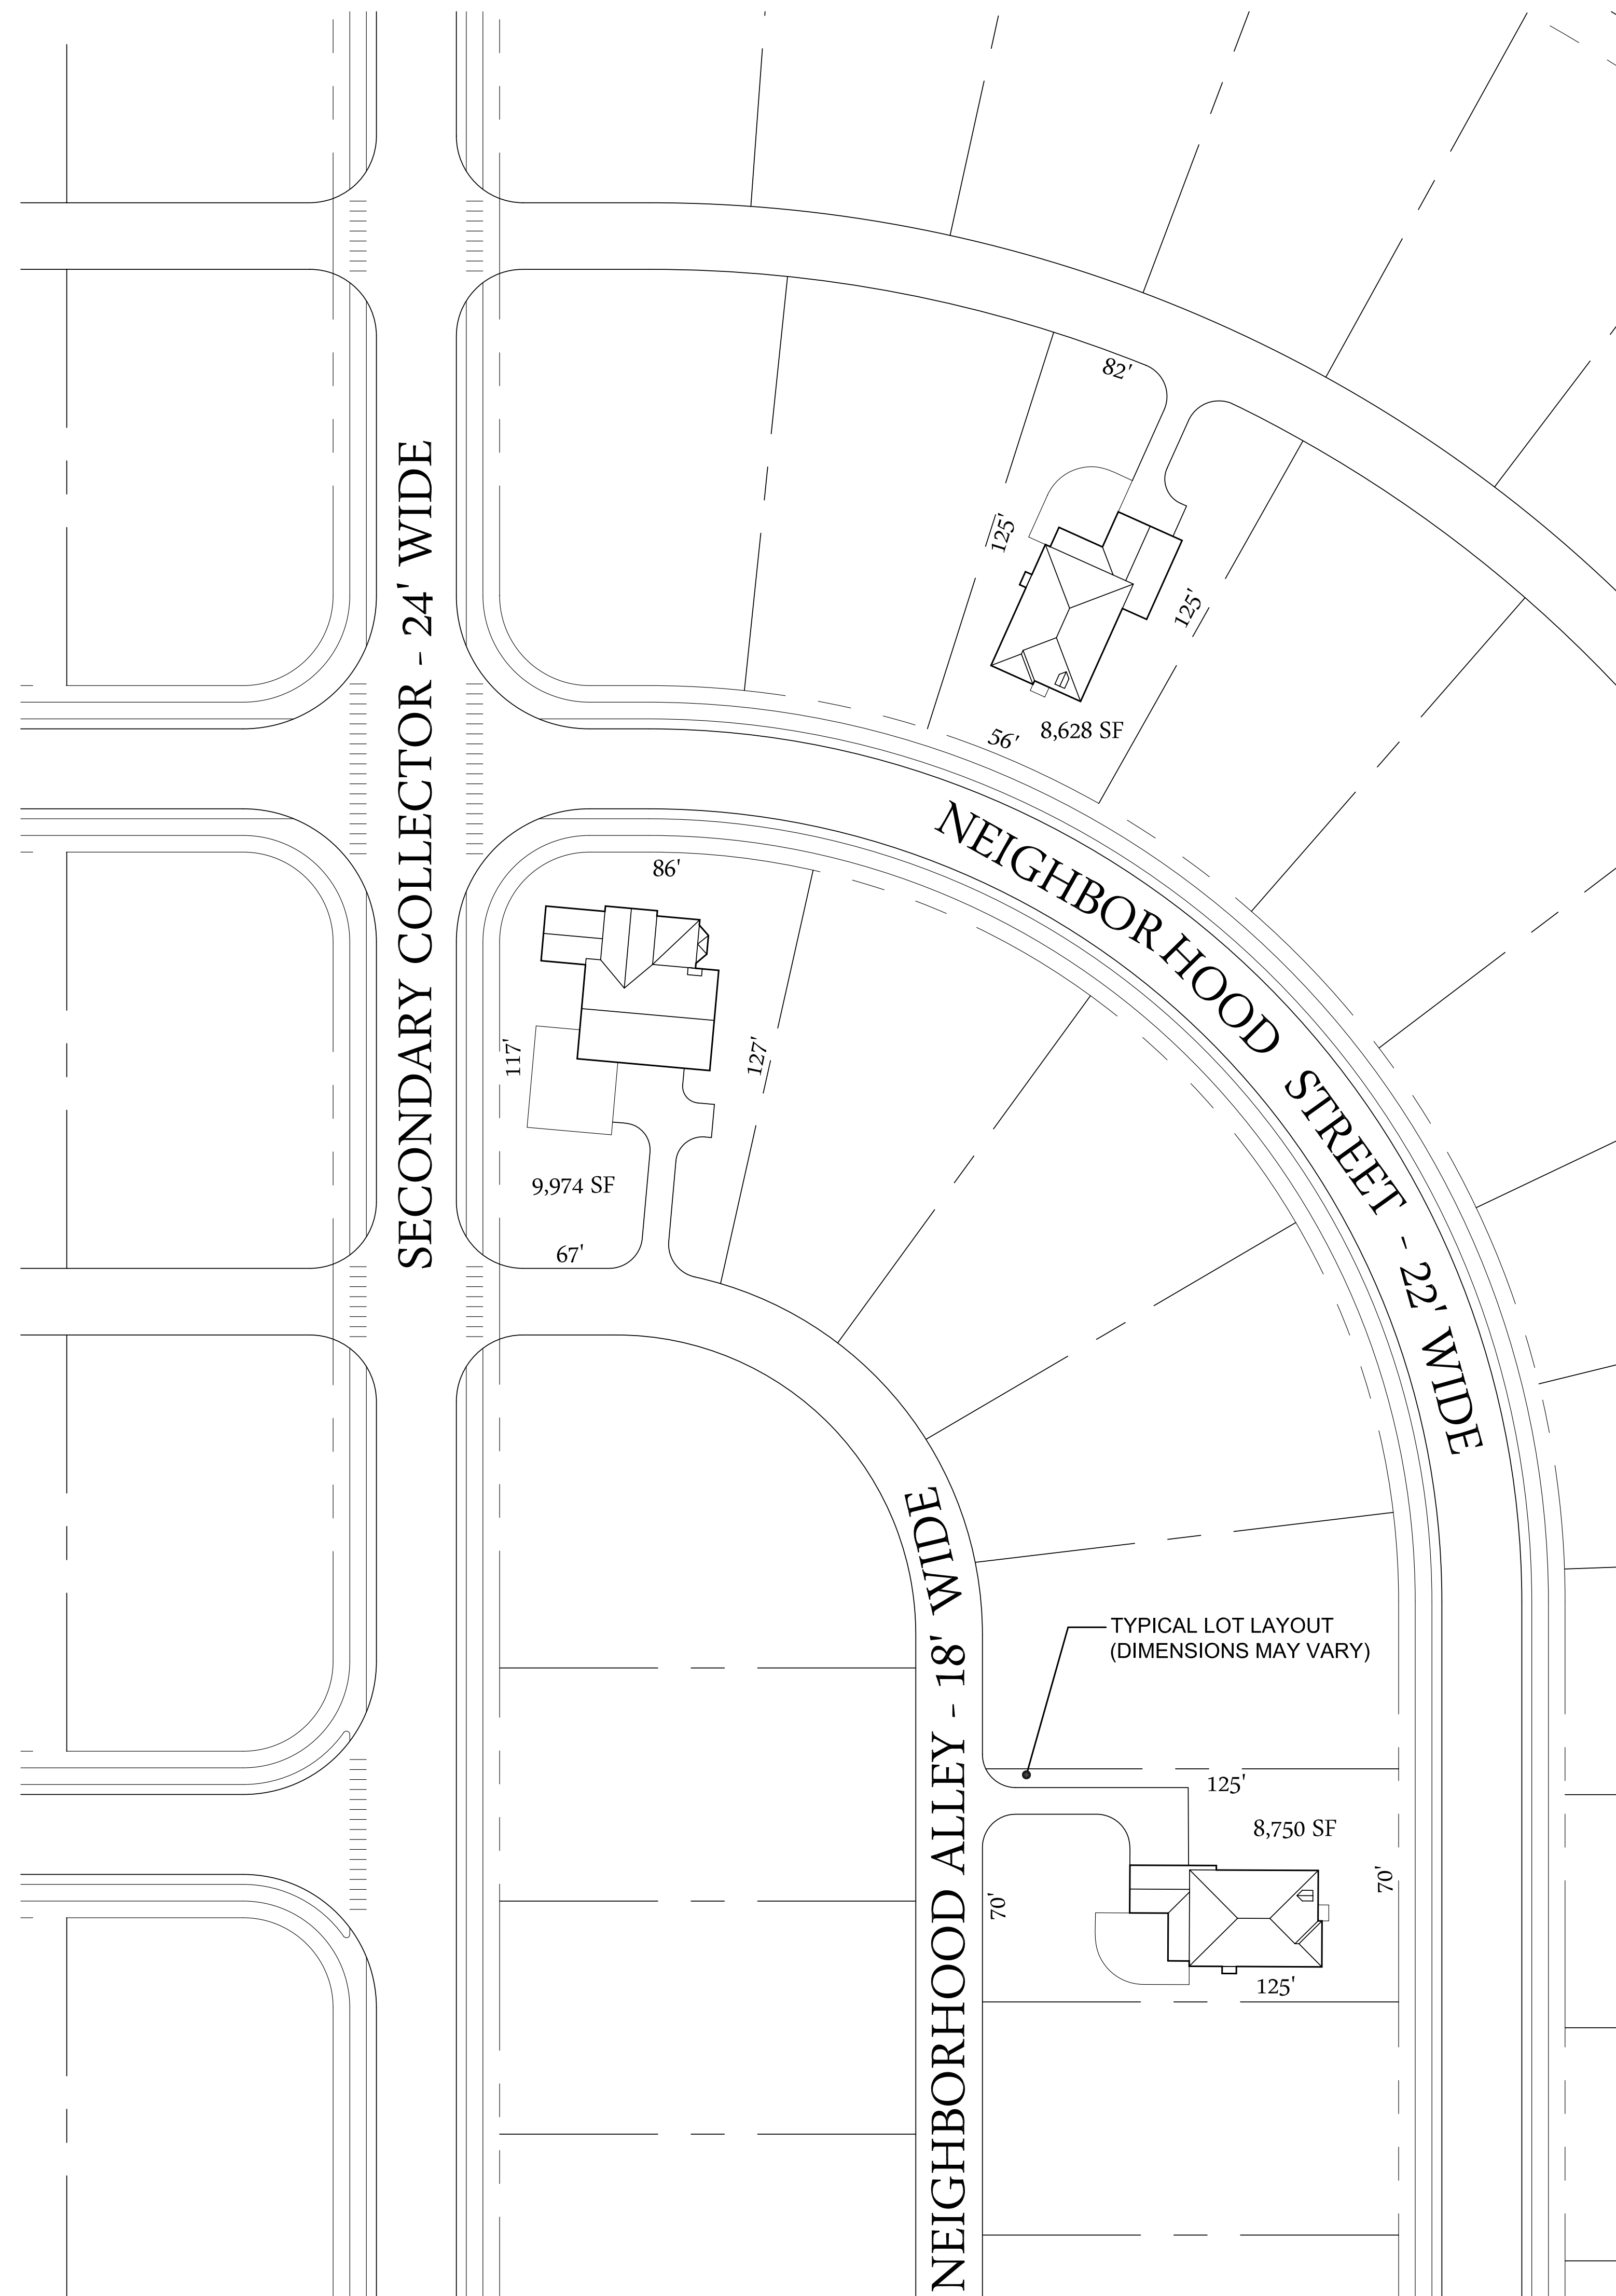 82'
SECONDARY COLLECTOR - 24' WIDE
125'
125'
56'
8,628 SF
NEIGHBORHOOD STREET - 22' WIDE
86'
117'
127'
9,974 SF
67'
NEIGHBORHOOD ALLEY - 18' WIDE
TYPICAL LOT LAYOUT
(DIMENSIONS MAY VARY)
125'
8,750 SF
70'
70'
125'